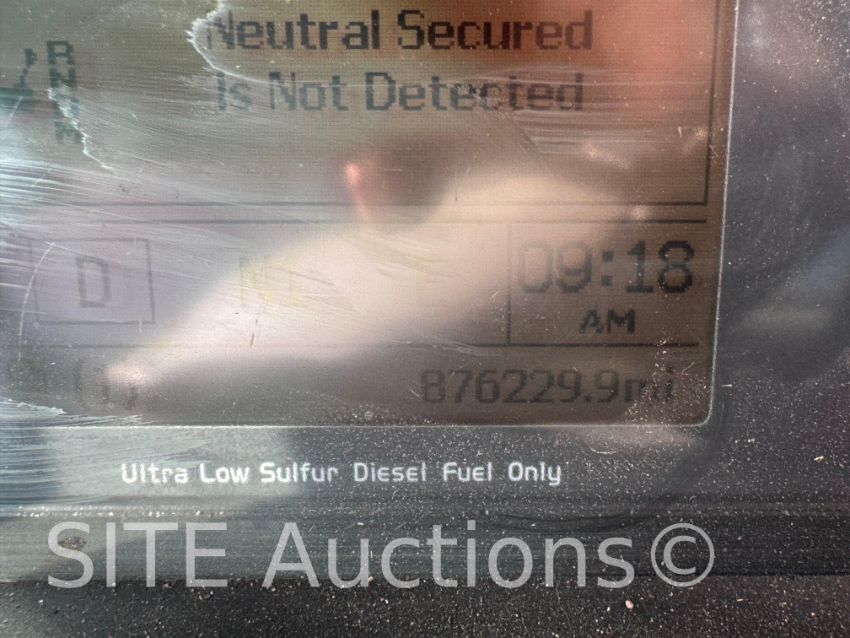 Neutral Secured
Is Not Detected
R
N
D
09:18
AM
876229.9mi
Ultra Low Sulfur Diesel Fuel Only
SITE Auctions©